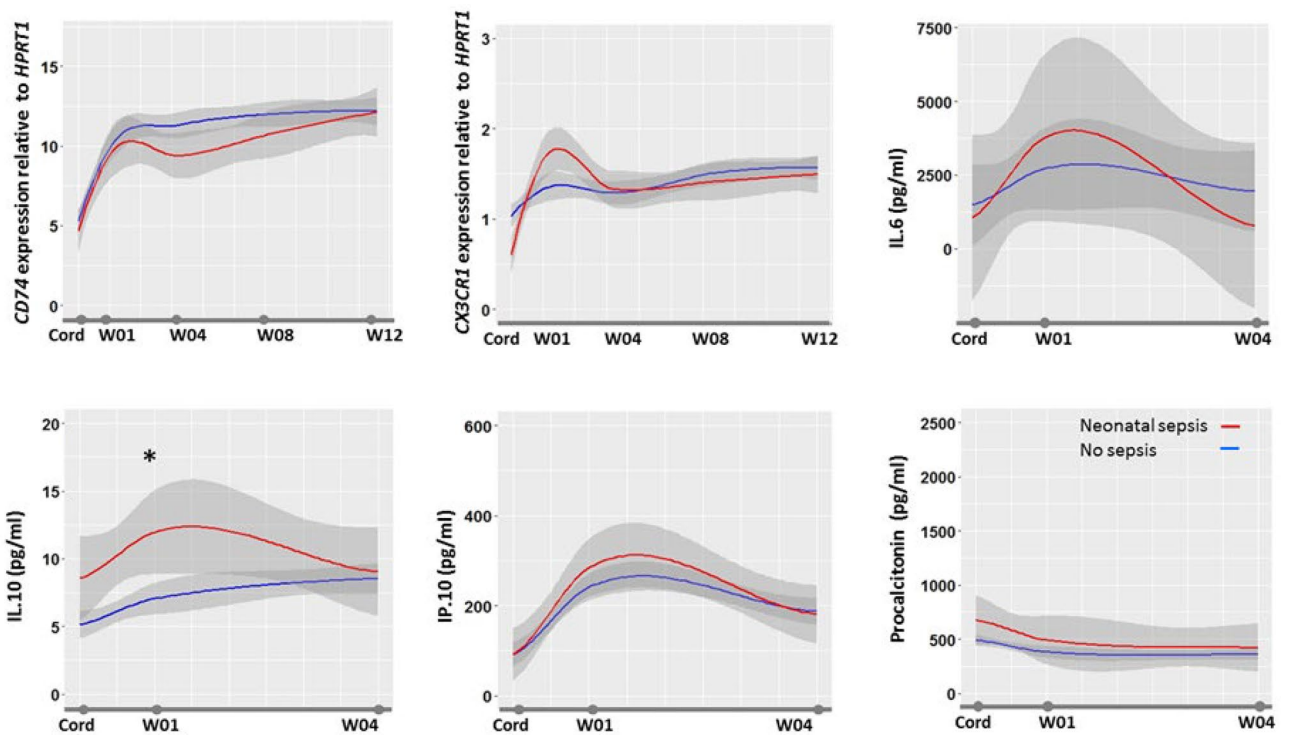 CD74 expression relative to HPRT1
15
10
5
0
Cord W01 W04 W08 W12
CX3CR1 expression relative to HPRT1
3
2
1
0
Cord W01 W04 W08 W12
IL.6 (pg/ml)
7500
5000
2500
0
Cord W01 W04
IL.10 (pg/ml)
20
15
10
5
0
*
Cord W01 W04
IP.10 (pg/ml)
600
400
200
0
Cord W01 W04
Procalcitonin (pg/ml)
2500
2000
1500
1000
500
0
Neonatal sepsis
No sepsis
Cord W01 W04